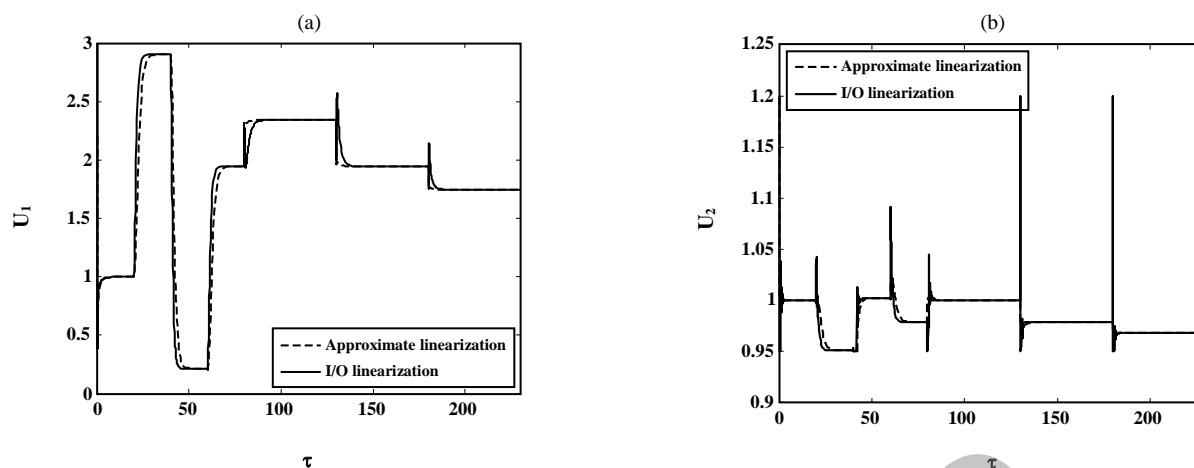 (a)
3
2.5
2
1.5
1
0.5
0
0
50
100
150
200
U1
τ
Approximate linearization
I/O linearization
(b)
1.25
1.2
1.15
1.1
1.05
1
0.95
0.9
0
50
100
150
200
U2
τ
Approximate linearization
I/O linearization